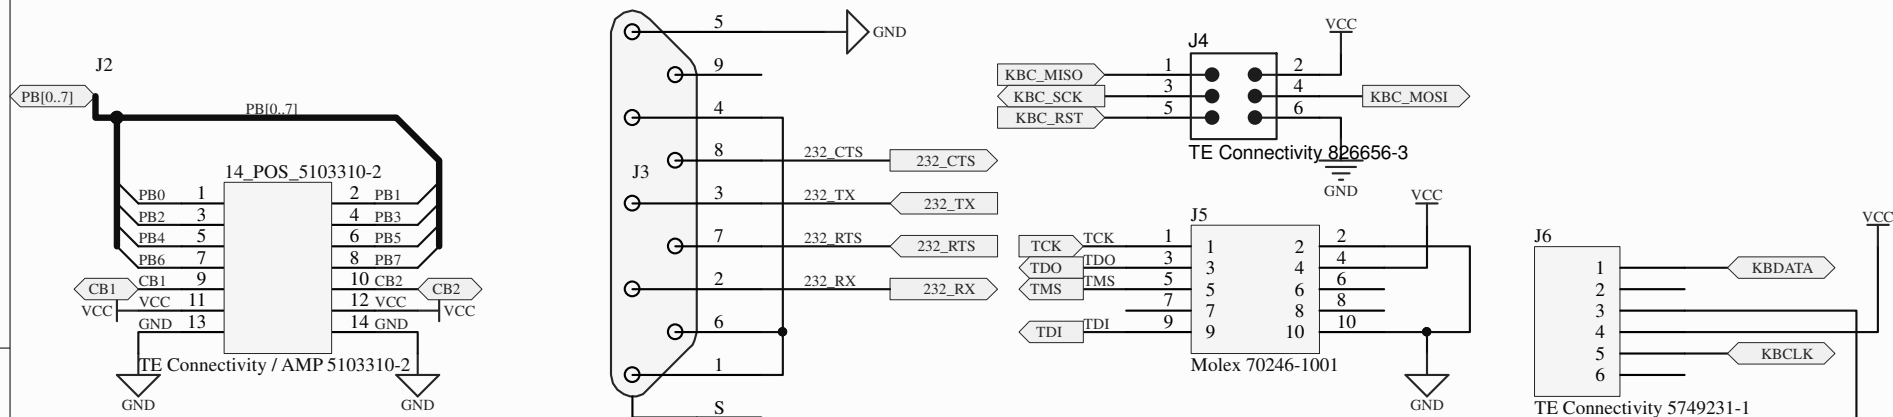 J2
PB[0..7]
PB[0..7]
14_POS_5103310-2
PB0 1 2 PB1
PB2 3 4 PB3
PB4 5 6 PB5
PB6 7 8 PB7
CB1 CB1 9 10 CB2 CB2
VCC VCC 11 12 VCC VCC
GND 13 14 GND
TE Connectivity / AMP 5103310-2
GND GND
J3
5 GND
9
4
8 232_CTS 232_CTS
3 232_TX 232_TX
7 232_RTS 232_RTS
2 232_RX 232_RX
6
1
S
J4
VCC
KBC_MISO 1 2
KBC_SCK 3 4 KBC_MOSI
KBC_RST 5 6
TE Connectivity 826656-3
GND
J5
VCC
TCK TCK 1 1 2 2
TDO TDO 3 3 4 4
TMS TMS 5 5 6 6
7 7 8 8
TDI TDI 9 9 10 10
Molex 70246-1001
GND
J6
VCC
1 KBDATA
2
3
4
5 KBCLK
6
TE Connectivity 5749231-1